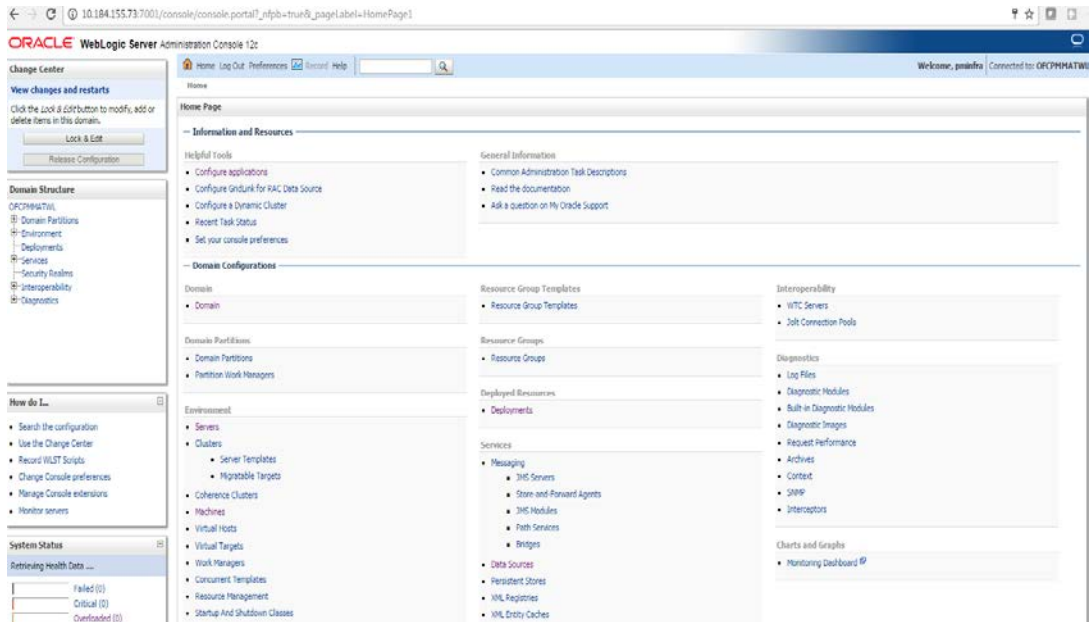 10.184.155.73:7001/console/console.portal?_nfpb=true&_pageLabel=HomePage1
ORACLE WebLogic Server Administration Console 12c
Change Center
View changes and restarts
Click the Lock & Edit button to modify, add or
delete items in this domain.
Lock & Edit
Release Configuration
Domain Structure
OFCPMMATWL
Domain Partitions
Environment
Deployments
Services
Security Realms
Interoperability
Diagnostics
How do I...
Search the configuration
Use the Change Center
Record WLST Scripts
Change Console preferences
Manage Console extensions
Monitor servers
System Status
Retrieving Health Data ....
Failed (0)
Critical (0)
Overloaded (0)
Home Log Out Preferences Record Help
Welcome, pminfra Connected to: OFCPMMATWL
Home
Home Page
Information and Resources
Helpful Tools
Configure applications
Configure GridLink for RAC Data Source
Configure a Dynamic Cluster
Recent Task Status
Set your console preferences
General Information
Common Administration Task Descriptions
Read the documentation
Ask a question on My Oracle Support
Domain Configurations
Domain
Domain
Domain Partitions
Domain Partitions
Partition Work Managers
Environment
Servers
Clusters
Server Templates
Migratable Targets
Coherence Clusters
Machines
Virtual Hosts
Virtual Targets
Work Managers
Concurrent Templates
Resource Management
Startup And Shutdown Classes
Resource Group Templates
Resource Group Templates
Resource Groups
Resource Groups
Deployed Resources
Deployments
Services
Messaging
JMS Servers
Store-and-Forward Agents
JMS Modules
Path Services
Bridges
Data Sources
Persistent Stores
XML Registries
XML Entity Caches
Interoperability
WTC Servers
Jolt Connection Pools
Diagnostics
Log Files
Diagnostic Modules
Built-in Diagnostic Modules
Diagnostic Images
Request Performance
Archives
Context
SNMP
Interceptors
Charts and Graphs
Monitoring Dashboard